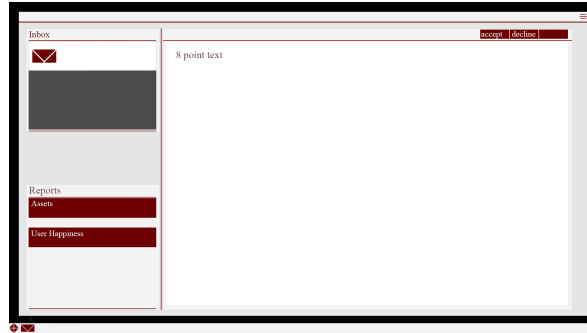 Inbox
accept decline
8 point text
Reports
Assets
User Happiness